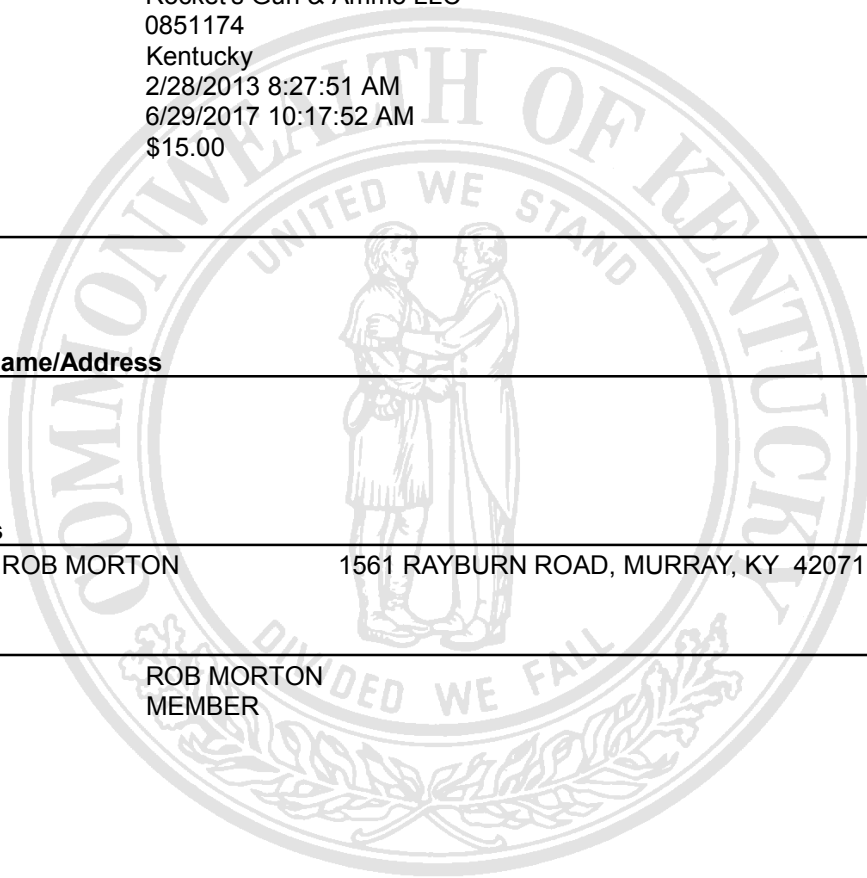 0851174
Kentucky
2/28/2013 8:27:51 AM
6/29/2017 10:17:52 AM
$15.00
COMMONWEALTH OF KENTUCKY
UNITED WE STAND
ame/Address
s
ROB MORTON 1561 RAYBURN ROAD, MURRAY, KY 42071
DIVIDED WE FALL
ROB MORTON
MEMBER